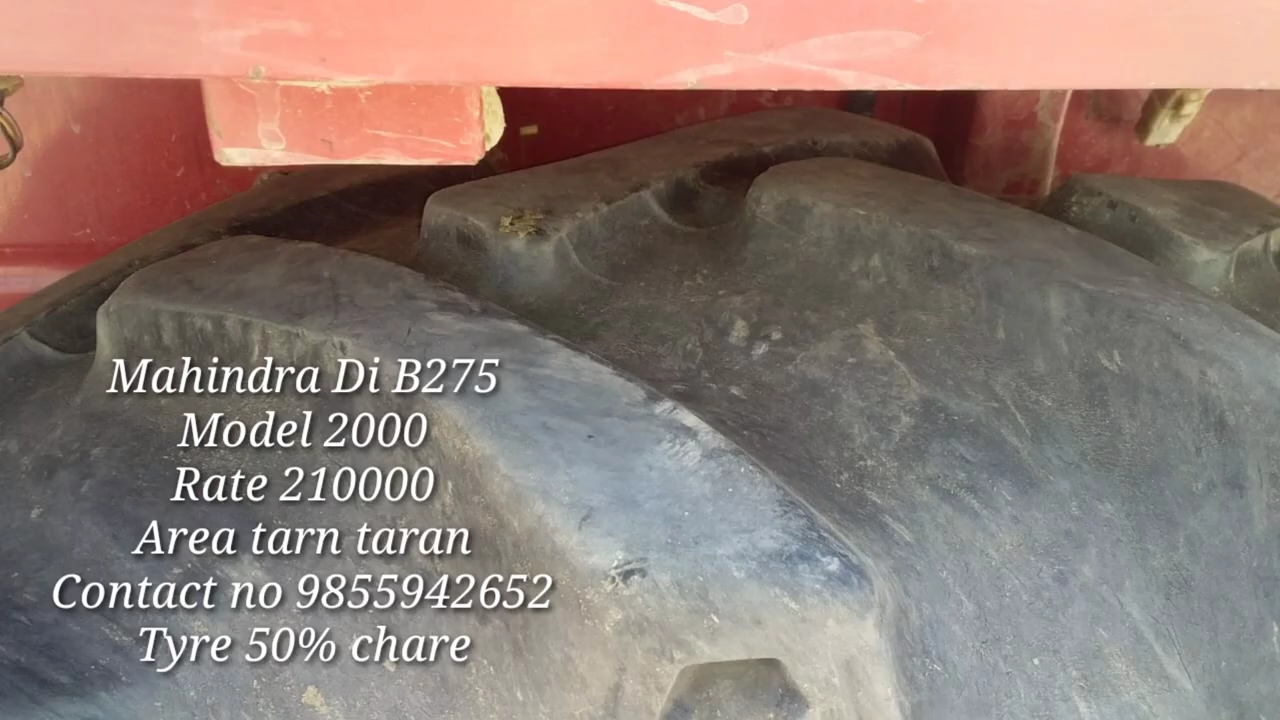 Mahindra Di B275
Model 2000
Rate 210000
Area tarn taran
Contact no 9855942652
Tyre 50% chare